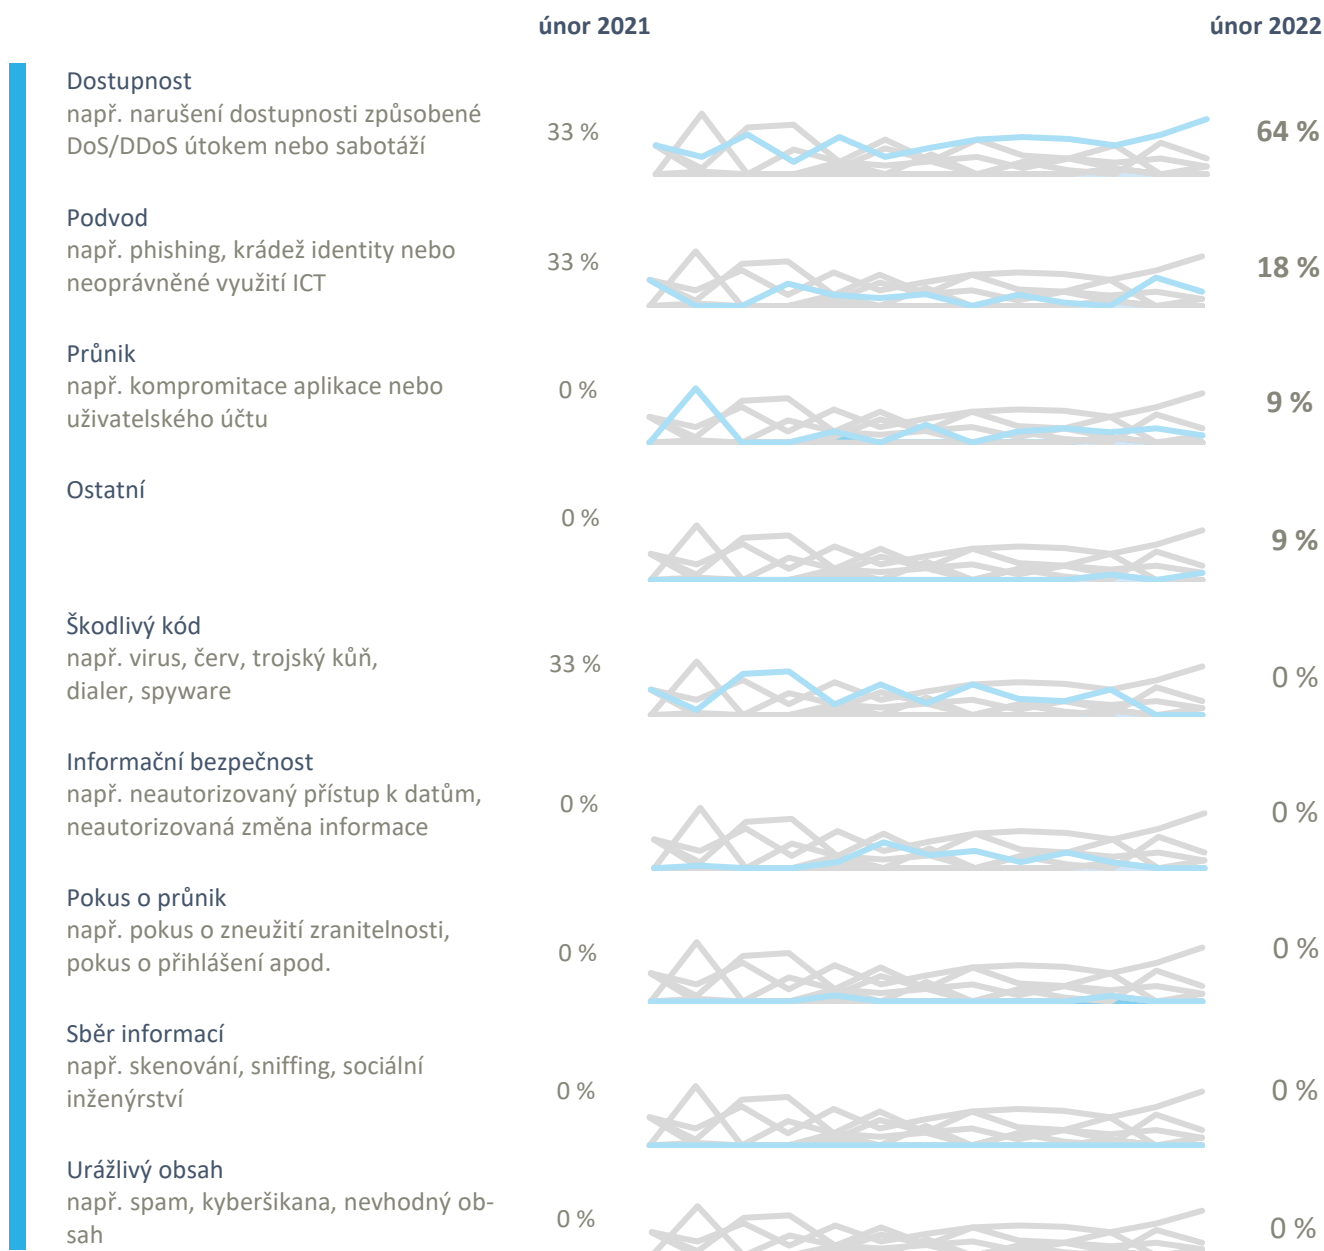 únor 2021
únor 2022
Dostupnost
např. narušení dostupnosti způsobené
DoS/DDoS útokem nebo sabotáží
33 %
64 %
Podvod
např. phishing, krádež identity nebo
neoprávněné využití ICT
33 %
18 %
Průnik
např. kompromitace aplikace nebo
uživatelského účtu
0 %
9 %
Ostatní
0 %
9 %
Škodlivý kód
např. virus, červ, trojský kůň,
dialer, spyware
33 %
0 %
Informační bezpečnost
např. neautorizovaný přístup k datům,
neautorizovaná změna informace
0 %
0 %
Pokus o průnik
např. pokus o zneužití zranitelnosti,
pokus o přihlášení apod.
0 %
0 %
Sběr informací
např. skenování, sniffing, sociální
inženýrství
0 %
0 %
Urážlivý obsah
např. spam, kyberšikana, nevhodný ob-
sah
0 %
0 %